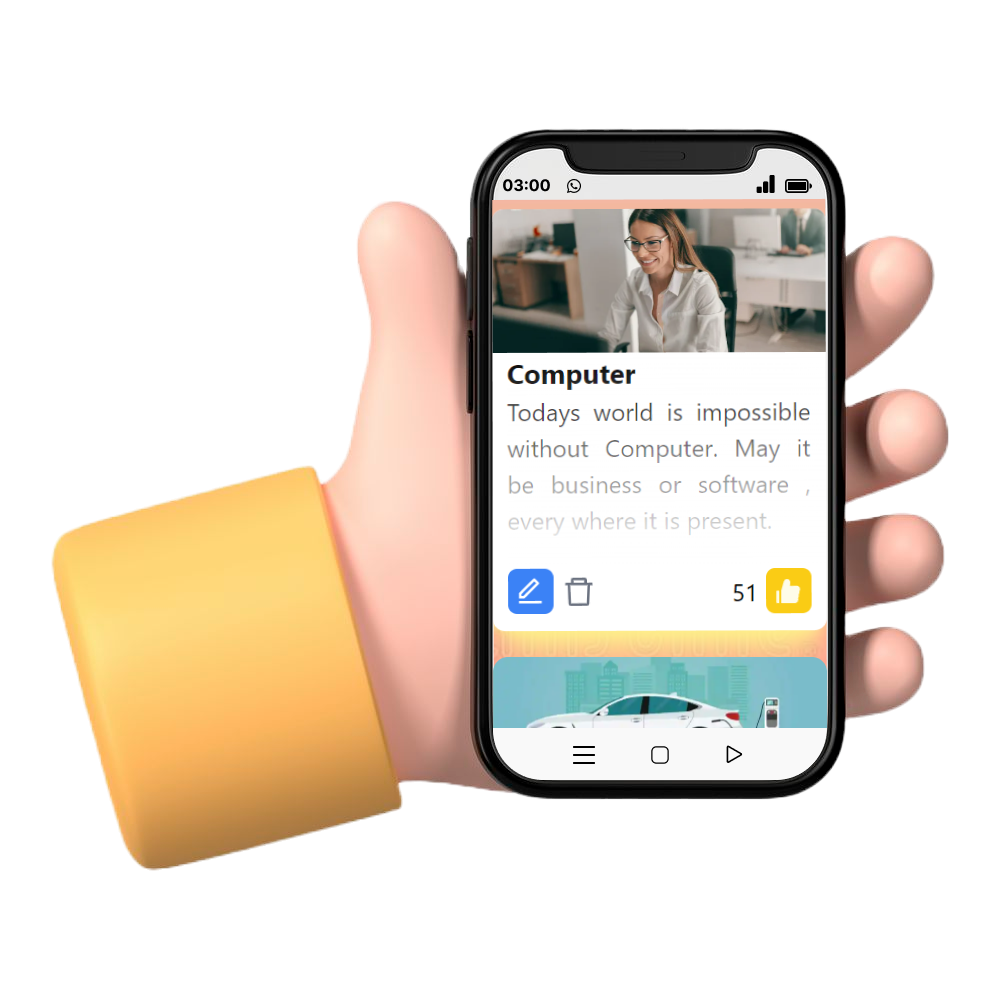 03:00
Computer
Todays world is impossible
without Computer. May it
be business or software ,
every where it is present.
51